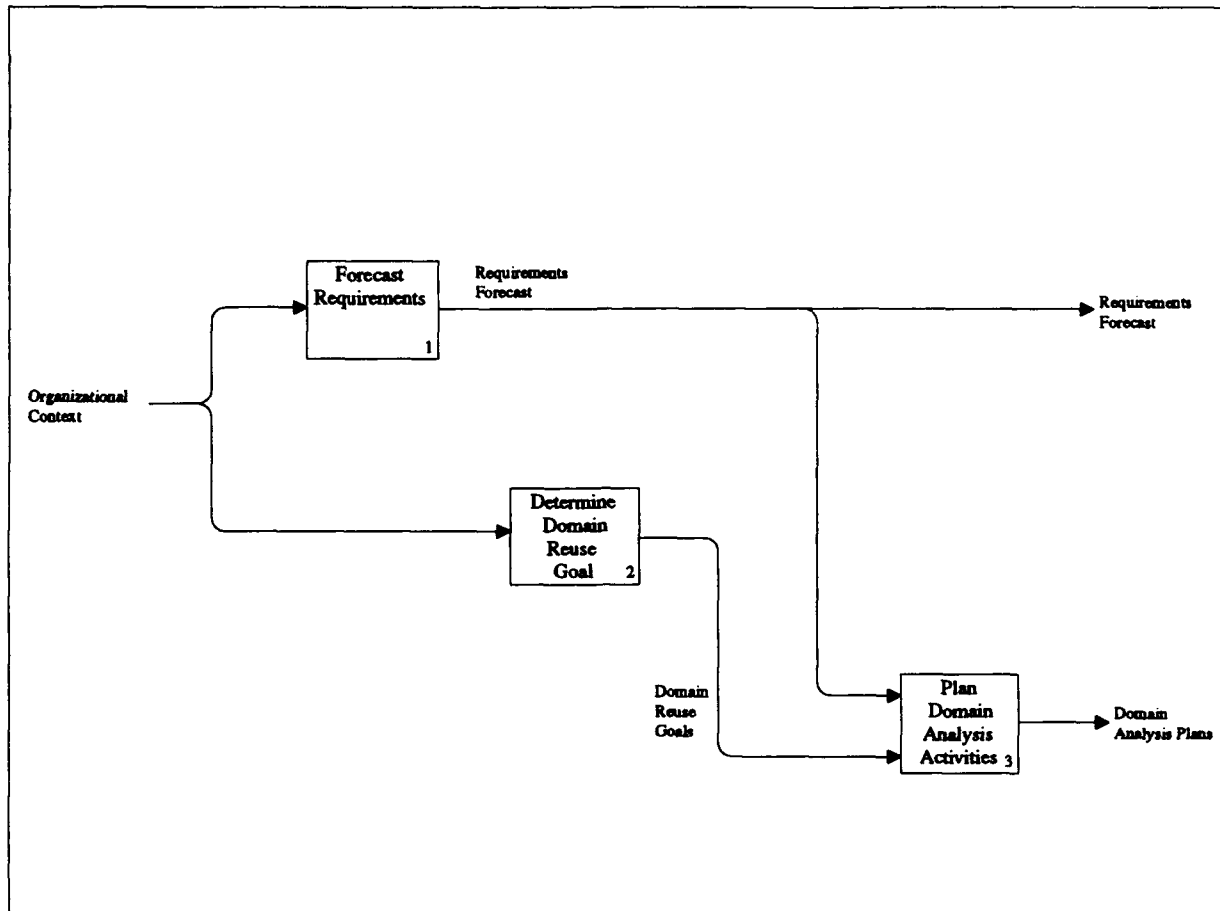 Forecast
Requirements
1
Requirements
Forecast
Requirements
Forecast
Organizational
Context
Determine
Domain
Reuse
Goal 2
Domain
Reuse
Goals
Plan
Domain
Analysis
Activities 3
Domain
Analysis Plans